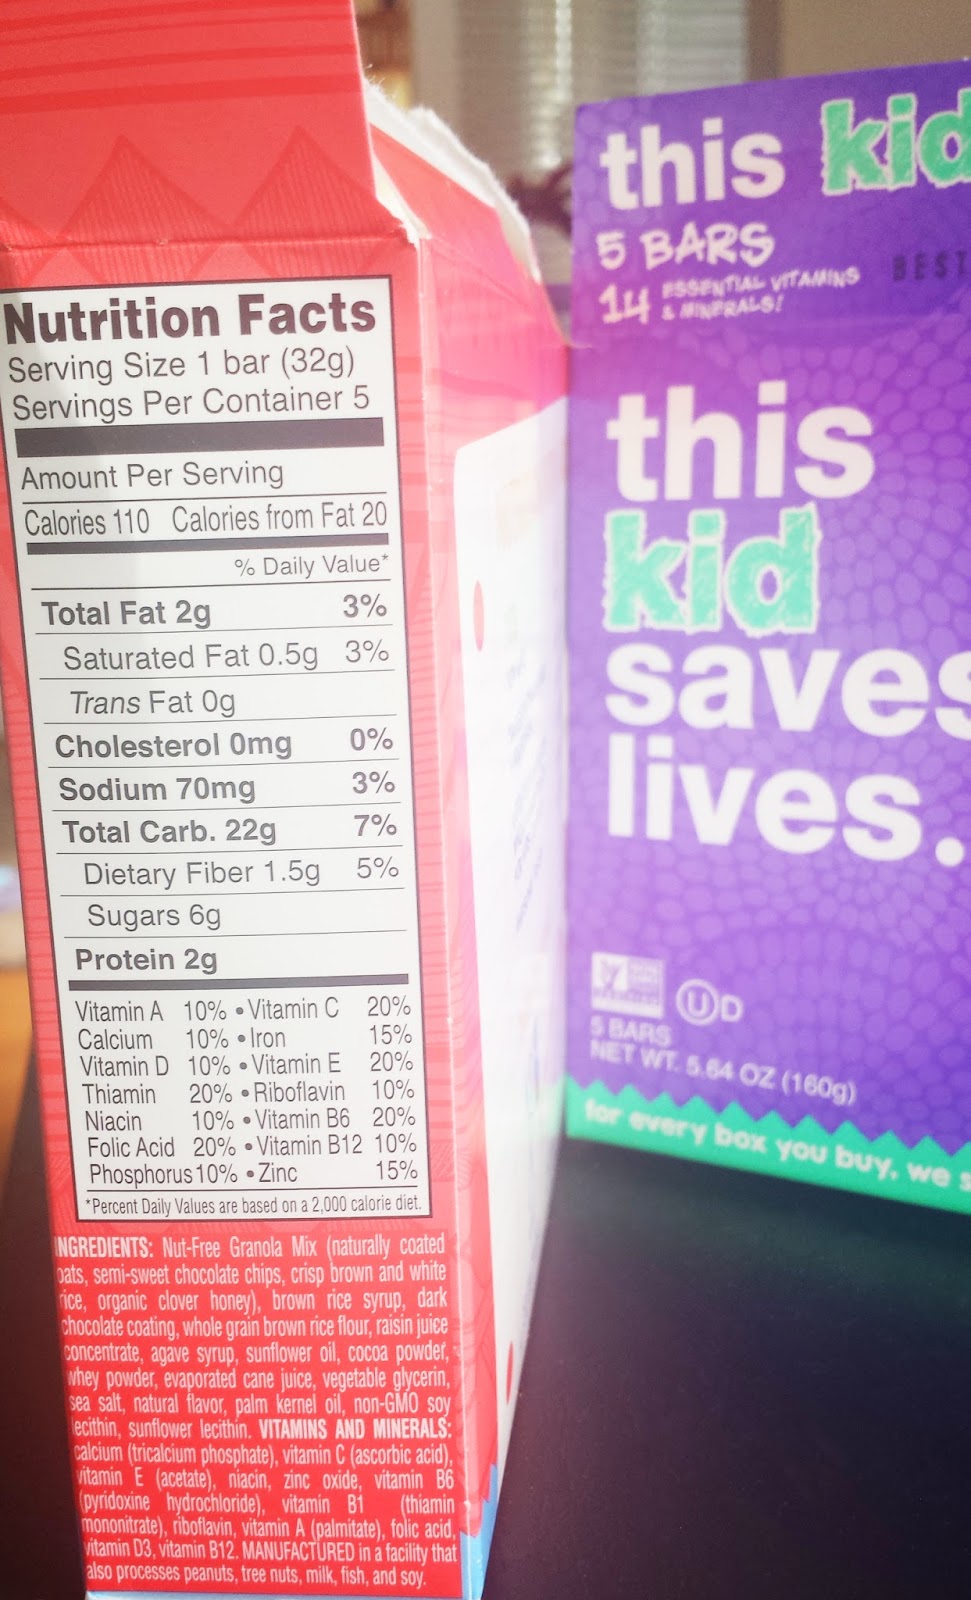 Nutrition Facts
Serving Size 1 bar (32g)
Servings Per Container 5
Amount Per Serving
Calories 110 Calories from Fat 20
% Daily Value*
Total Fat 2g 3%
Saturated Fat 0.5g 3%
Trans Fat 0g
Cholesterol 0mg 0%
Sodium 70mg 3%
Total Carb. 22g 7%
Dietary Fiber 1.5g 5%
Sugars 6g
Protein 2g
Vitamin A 10% • Vitamin C 20%
Calcium 10% • Iron 15%
Vitamin D 10% • Vitamin E 20%
Thiamin 20% • Riboflavin 10%
Niacin 10% • Vitamin B6 20%
Folic Acid 20% • Vitamin B12 10%
Phosphorus 10% • Zinc 15%
*Percent Daily Values are based on a 2,000 calorie diet.
INGREDIENTS: Nut-Free Granola Mix (naturally coated
oats, semi-sweet chocolate chips, crisp brown and white
rice, organic clover honey), brown rice syrup, dark
chocolate coating, whole grain brown rice flour, raisin juice
concentrate, agave syrup, sunflower oil, cocoa powder,
whey powder, evaporated cane juice, vegetable glycerin,
sea salt, natural flavor, palm kernel oil, non-GMO soy
lecithin, sunflower lecithin. VITAMINS AND MINERALS:
calcium (tricalcium phosphate), vitamin C (ascorbic acid),
vitamin E (acetate), niacin, zinc oxide, vitamin B6
(pyridoxine hydrochloride), vitamin B1 (thiamin
mononitrate), riboflavin, vitamin A (palmitate), folic acid,
vitamin D3, vitamin B12. MANUFACTURED in a facility that
also processes peanuts, tree nuts, milk, fish, and soy.
this kid
5 BARS
14 ESSENTIAL VITAMINS
& MINERALS!
BEST
this
kid
saves
lives.
U D
5 BARS
NET WT. 5.64 OZ (160g)
for every box you buy, we s